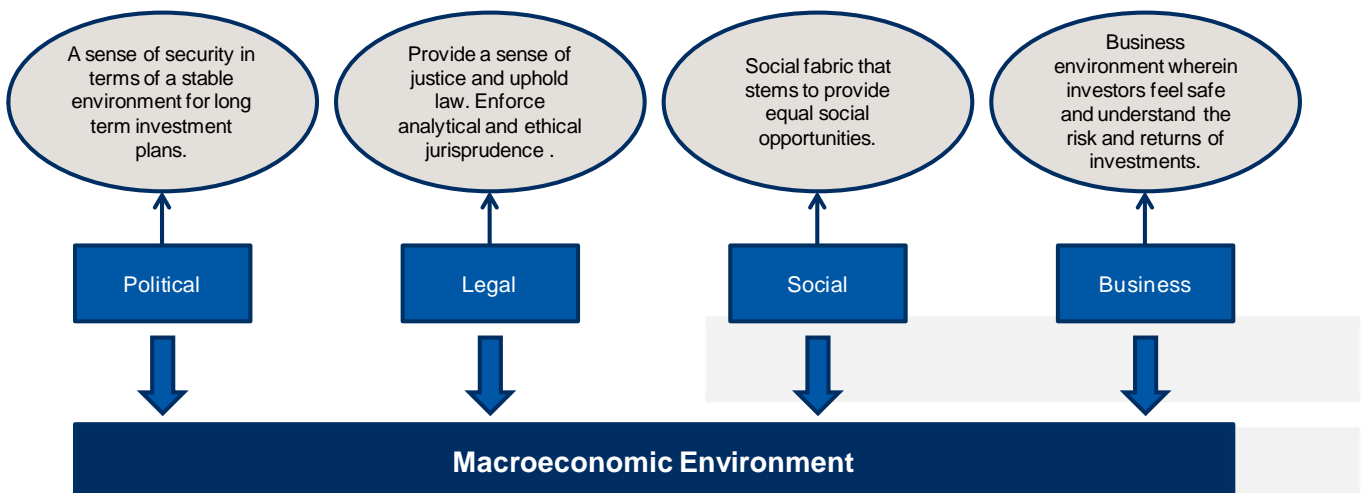 A sense of security in
terms of a stable
environment for long
term investment
plans.
Provide a sense of
justice and uphold
law. Enforce
analytical and ethical
jurisprudence .
Social fabric that
stems to provide
equal social
opportunities.
Business
environment wherein
investors feel safe
and understand the
risk and returns of
investments.
Political
Legal
Social
Business
Macroeconomic Environment